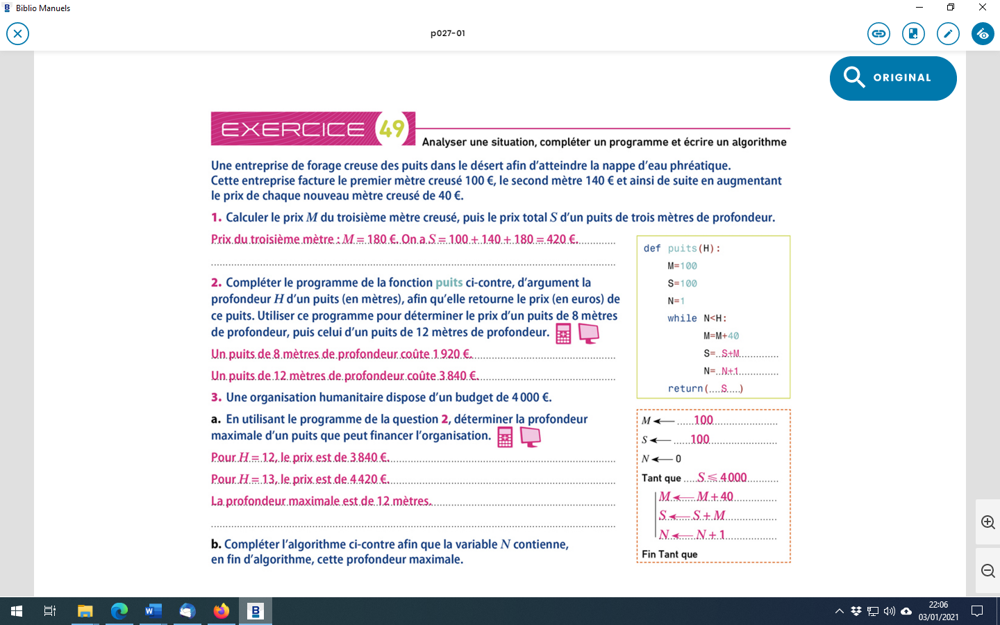 Biblio Manuels
p027-01
ORIGINAL
EXERCICE 49
Analyser une situation, compléter un programme et écrire un algorithme
Une entreprise de forage creuse des puits dans le désert afin d'atteindre la nappe d'eau phréatique.
Cette entreprise facture le premier mètre creusé 100 €, le second mètre 140 € et ainsi de suite en augmentant
le prix de chaque nouveau mètre creusé de 40 €.
1. Calculer le prix M du troisième mètre creusé, puis le prix total S d'un puits de trois mètres de profondeur.
Prix du troisième mètre : M = 180 €. On a S = 100 + 140 + 180 = 420 €.
2. Compléter le programme de la fonction puits ci-contre, d'argument la
profondeur H d'un puits (en mètres), afin qu'elle retourne le prix (en euros) de
ce puits. Utiliser ce programme pour déterminer le prix d'un puits de 8 mètres
de profondeur, puis celui d'un puits de 12 mètres de profondeur.
Un puits de 8 mètres de profondeur coûte 1 920 €.
Un puits de 12 mètres de profondeur coûte 3 840 €.
3. Une organisation humanitaire dispose d'un budget de 4 000 €.
a. En utilisant le programme de la question 2, déterminer la profondeur
maximale d'un puits que peut financer l'organisation.
Pour H = 12, le prix est de 3 840 €.
Pour H = 13, le prix est de 4 420 €.
La profondeur maximale est de 12 mètres.
b. Compléter l'algorithme ci-contre afin que la variable N contienne,
en fin d'algorithme, cette profondeur maximale.
def puits(H):
M=100
S=100
N=1
while N<H:
M=M+40
S=...S+M...
N=...N+1...
return(...S...)
M ← 100
S ← 100
N ← 0
Tant que S ⩽ 4 000
M ← M + 40
S ← S + M
N ← N + 1
Fin Tant que
22:06
03/01/2021